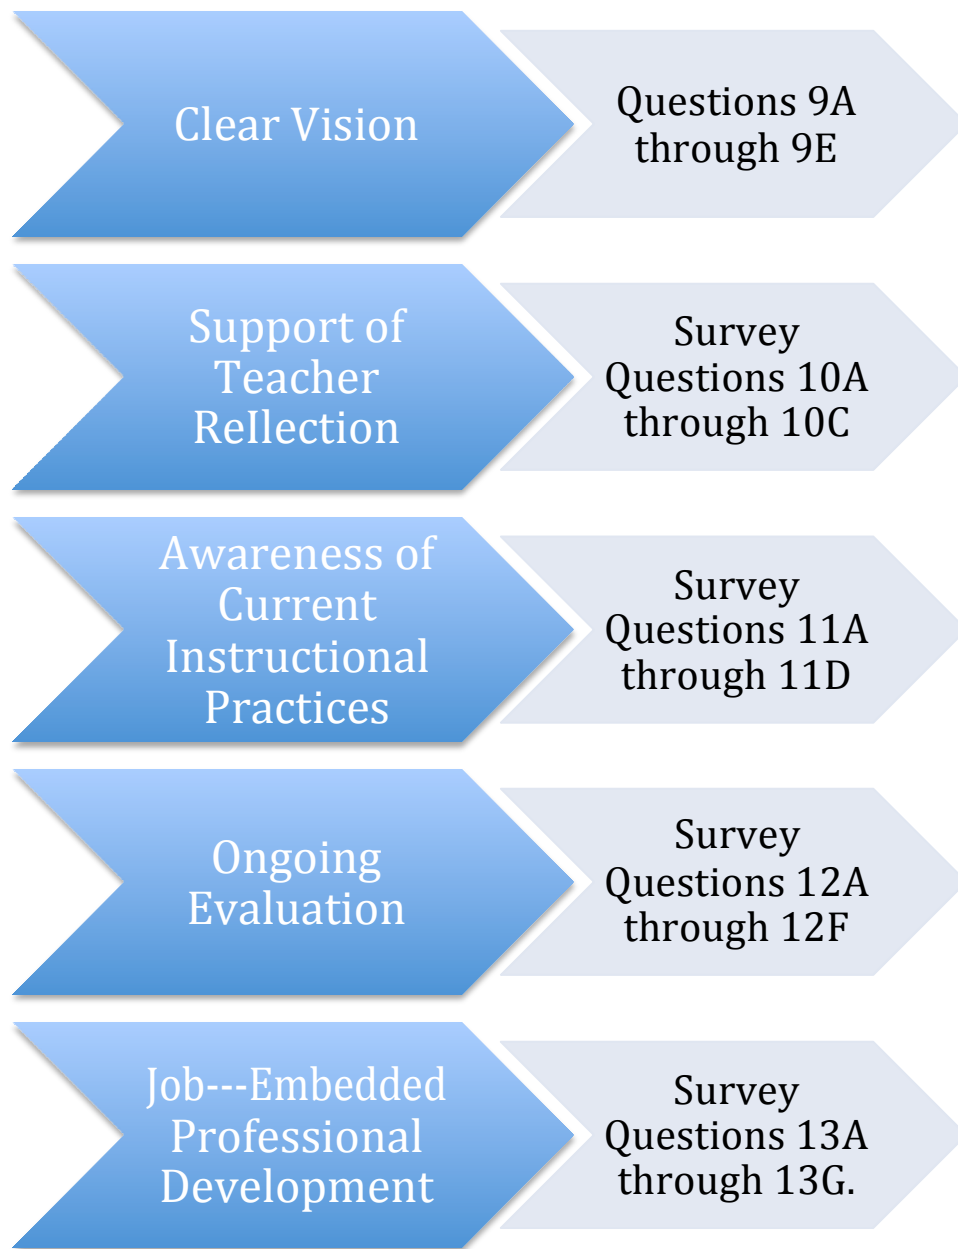 Clear Vision
Questions 9A
through 9E
Support of
Teacher
ReIlection
Survey
Questions 10A
through 10C
Awareness of
Current
Instructional
Practices
Survey
Questions 11A
through 11D
Ongoing
Evaluation
Survey
Questions 12A
through 12F
Job---Embedded
Professional
Development
Survey
Questions 13A
through 13G.